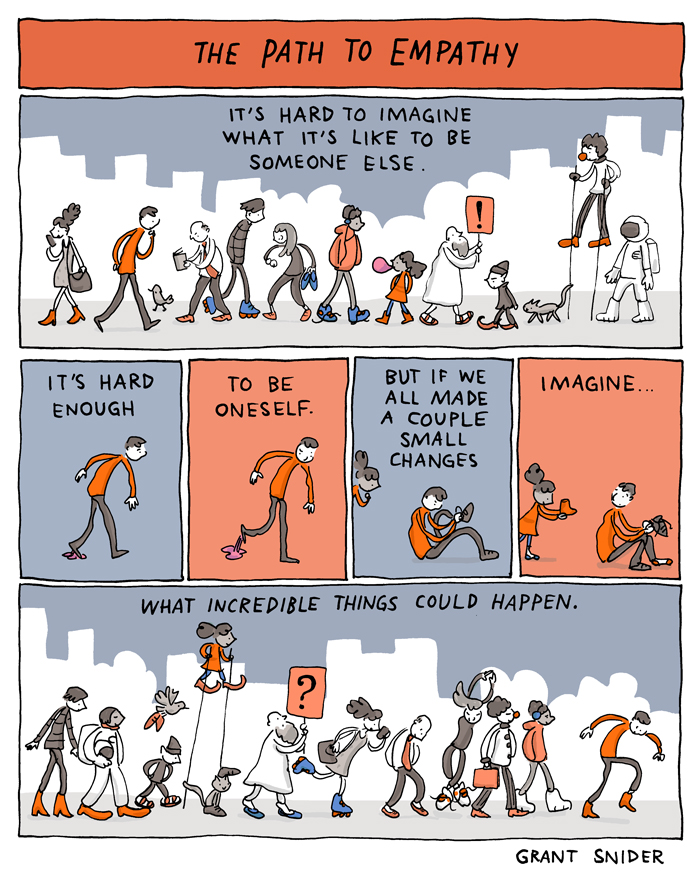 THE PATH TO EMPATHY
IT'S HARD TO IMAGINE
WHAT IT'S LIKE TO BE
SOMEONE ELSE.
!
IT'S HARD
ENOUGH
TO BE
ONESELF.
BUT IF WE
ALL MADE
A COUPLE
SMALL
CHANGES
IMAGINE...
WHAT INCREDIBLE THINGS COULD HAPPEN.
?
GRANT SNIDER